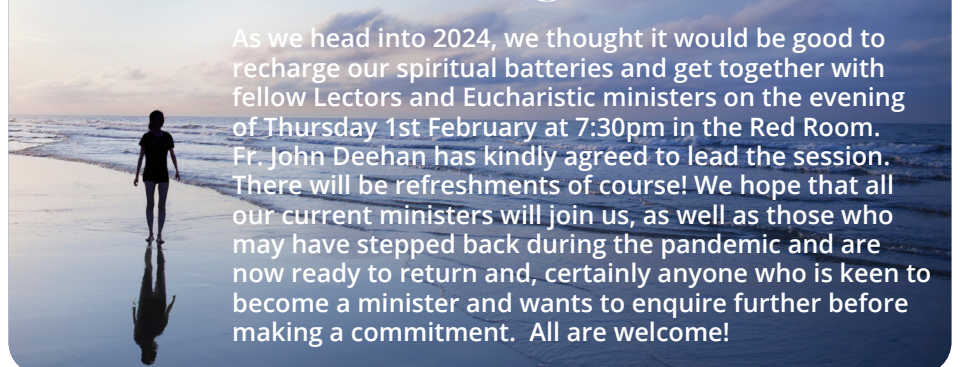 As we head into 2024, we thought it would be good to
recharge our spiritual batteries and get together with
fellow Lectors and Eucharistic ministers on the evening
of Thursday 1st February at 7:30pm in the Red Room.
Fr. John Deehan has kindly agreed to lead the session.
There will be refreshments of course! We hope that all
our current ministers will join us, as well as those who
may have stepped back during the pandemic and are
now ready to return and, certainly anyone who is keen to
become a minister and wants to enquire further before
making a commitment.  All are welcome!